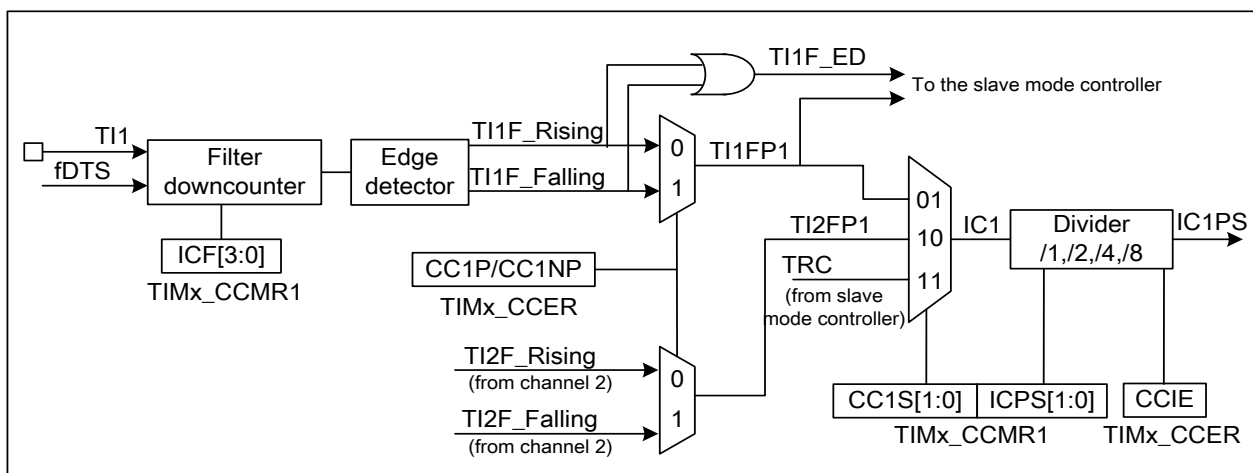 TI1F_ED
To the slave mode controller
TI1
fDTS
Filter
downcounter
Edge
detector
TI1F_Rising
TI1F_Falling
0
1
TI1FP1
ICF[3:0]
TIMx_CCMR1
CC1P/CC1NP
TIMx_CCER
TI2F_Rising
(from channel 2)
TI2F_Falling
(from channel 2)
0
1
TI2FP1
TRC
(from slave
mode controller)
01
10
11
IC1
Divider
/1,/2,/4,/8
IC1PS
CC1S[1:0]
ICPS[1:0]
TIMx_CCMR1
CCIE
TIMx_CCER